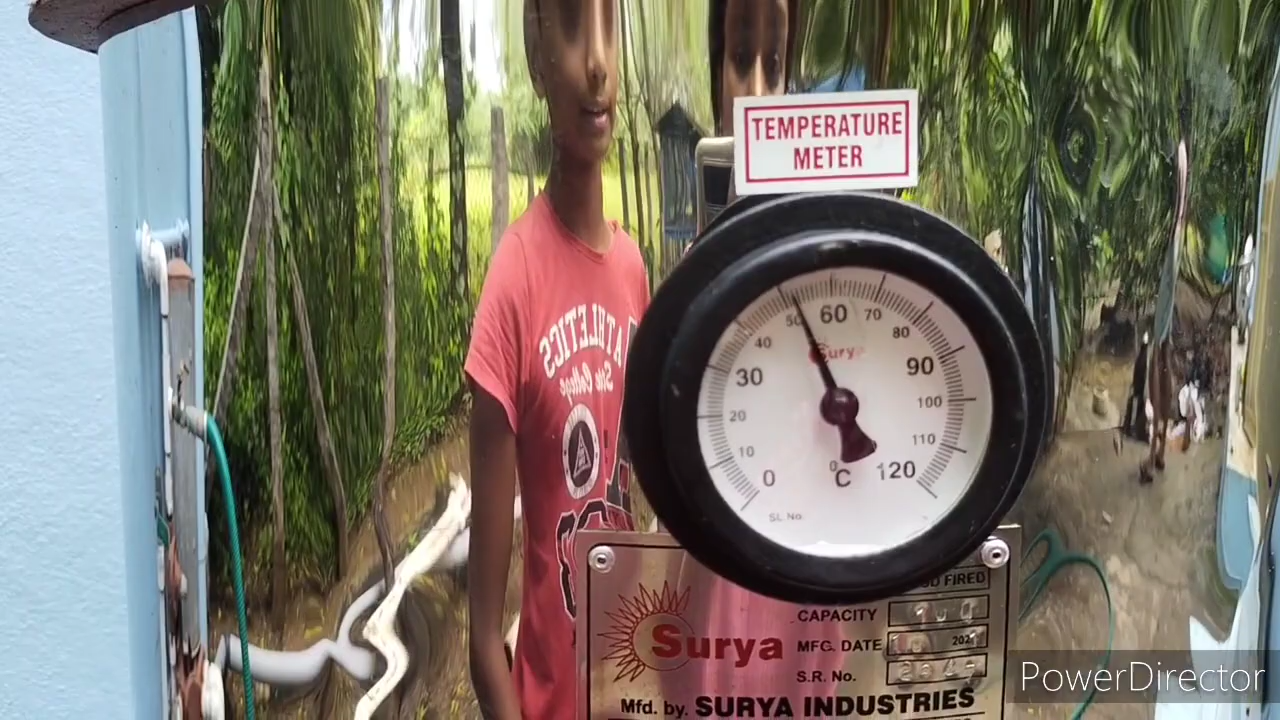 TEMPERATURE
METER
0 10 20 30 40 50 60 70 80 90 100 110 120
Surya
°C
SL.No.
FIRED
CAPACITY
MFG. DATE
S.R. No.
Surya
Mfd. by. SURYA INDUSTRIES
ATHLETICS
PowerDirector